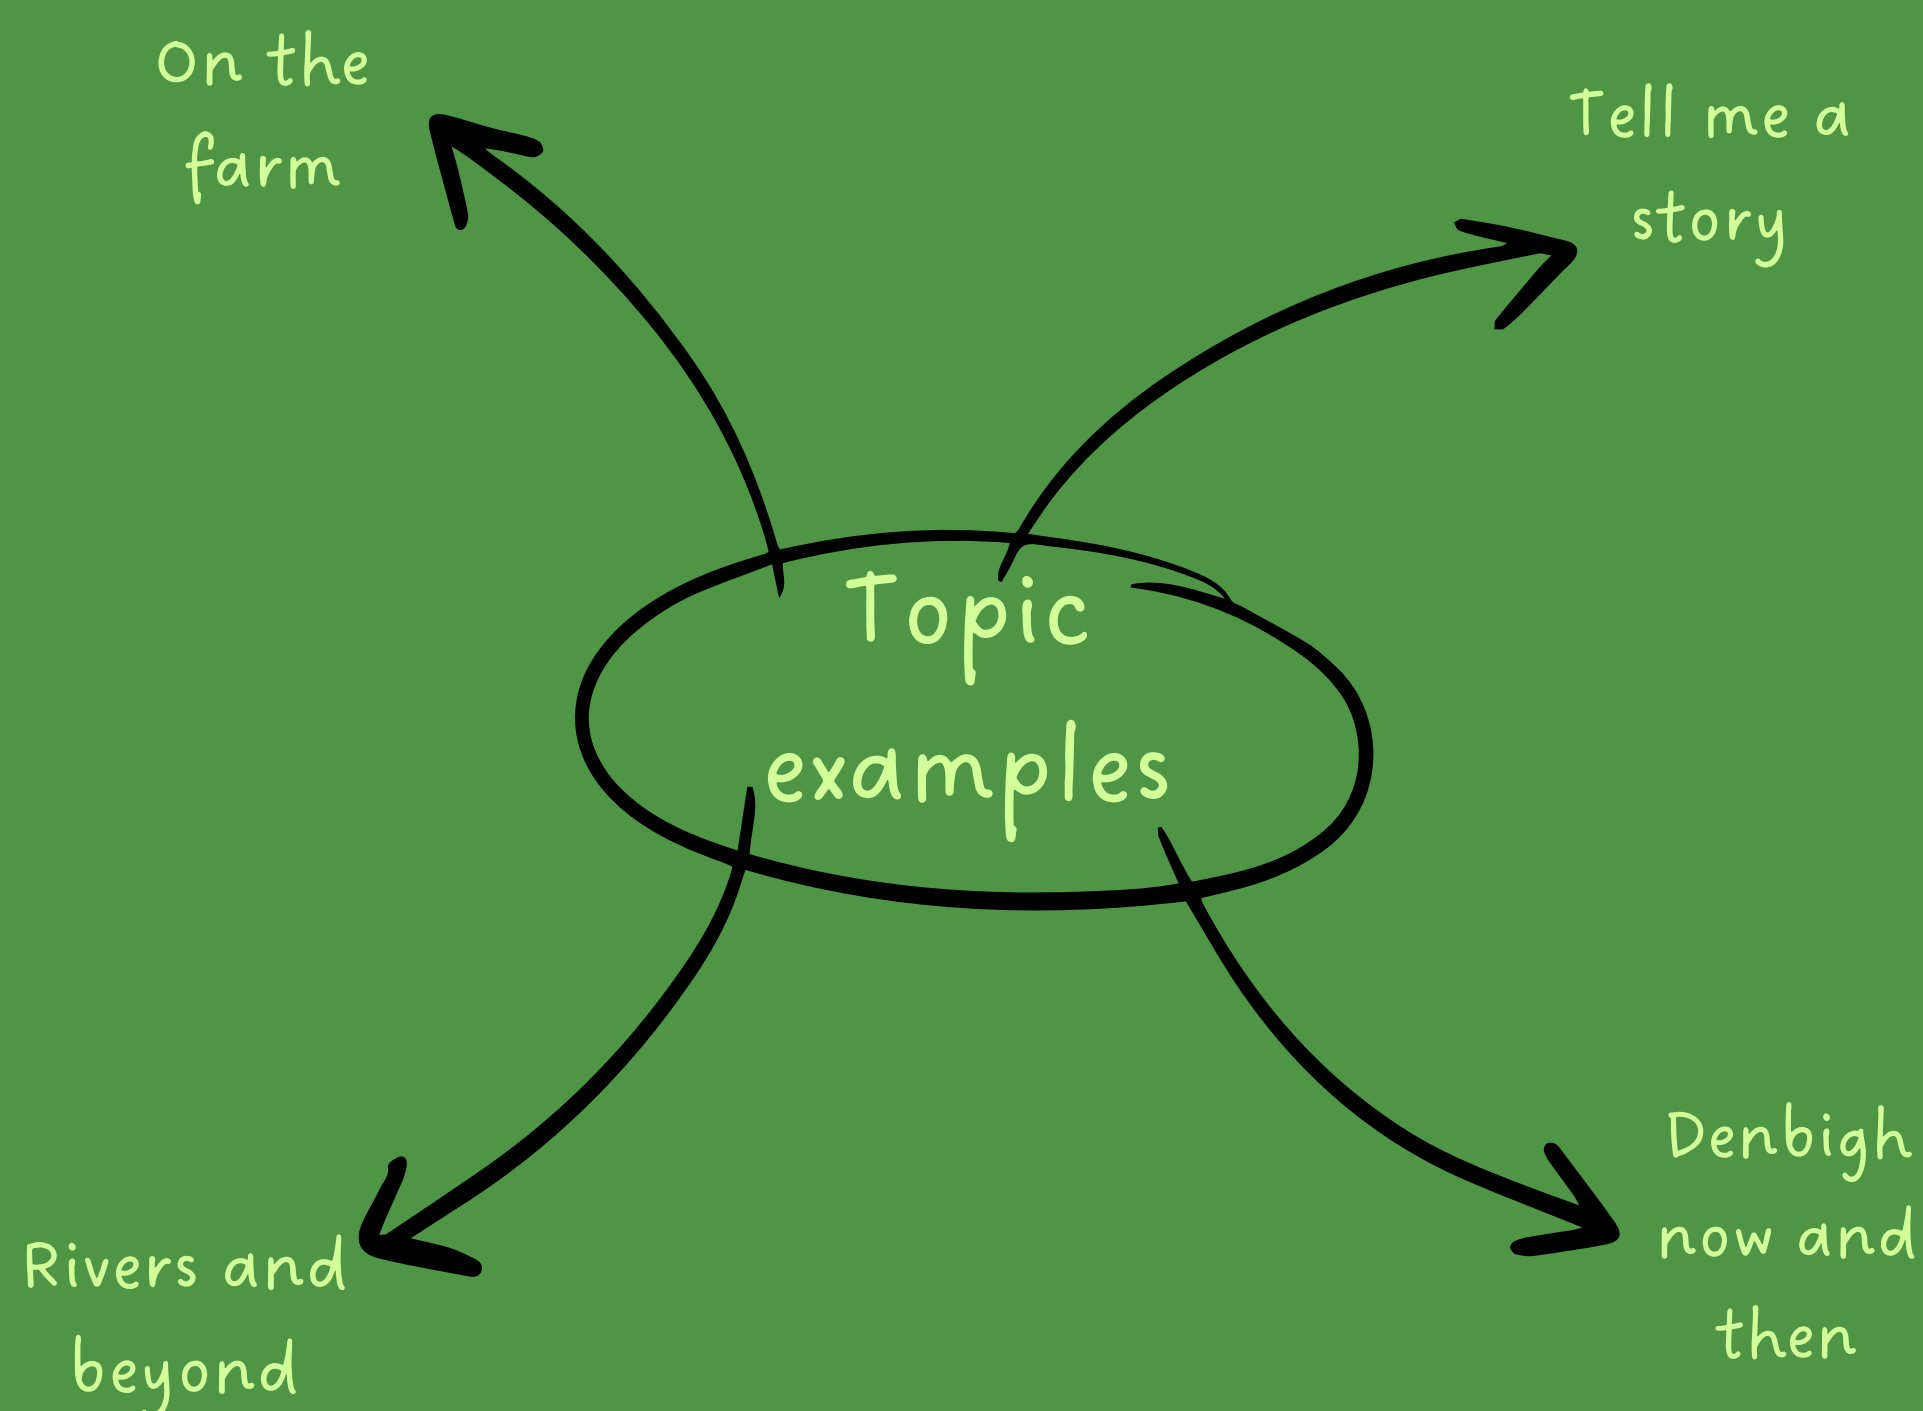 On the
farm
Tell me a
story
Topic
examples
Rivers and
beyond
Denbigh
now and
then